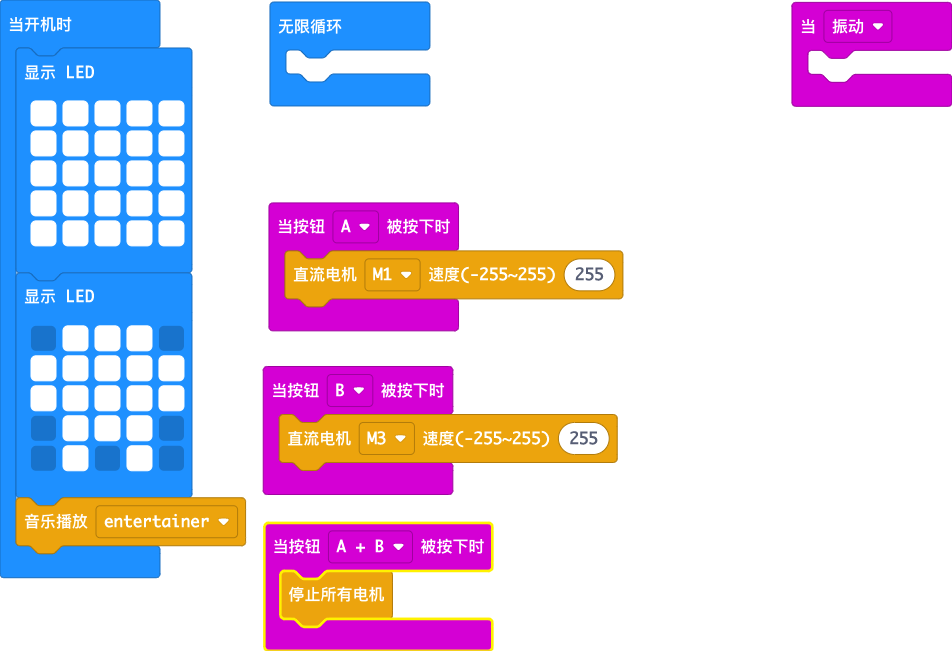 当开机时
显示 LED
显示 LED
音乐播放 entertainer
无限循环
当按钮 A 被按下时
直流电机 M1 速度(-255~255) 255
当按钮 B 被按下时
直流电机 M3 速度(-255~255) 255
当按钮 A + B 被按下时
停止所有电机
当 振动